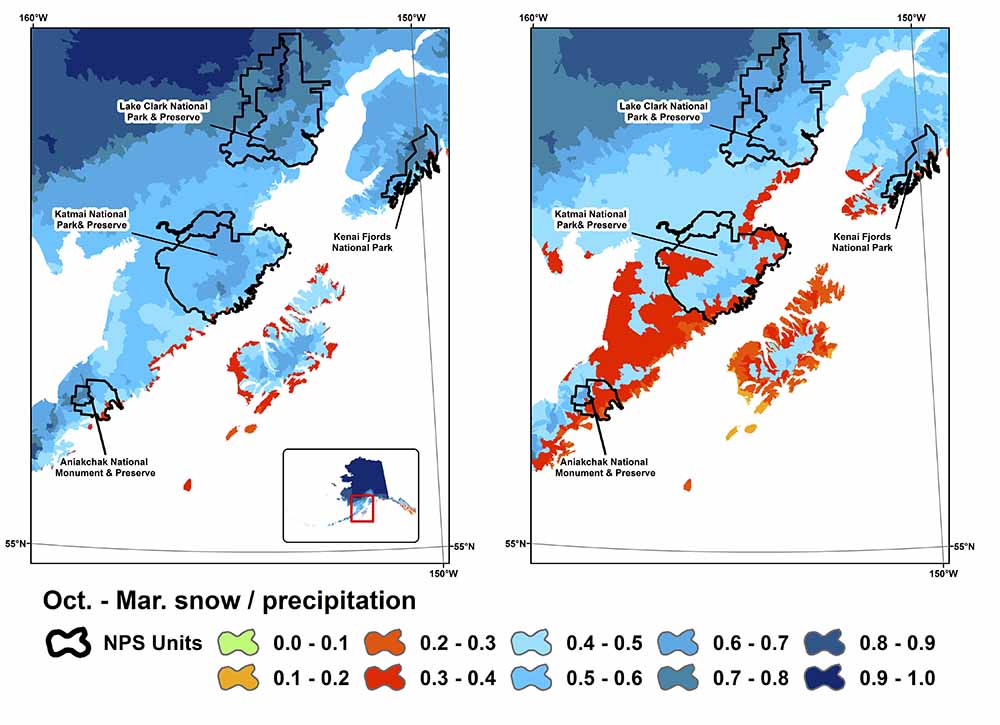 160°W
150°W
160°W
150°W
Lake Clark National
Park & Preserve
Lake Clark National
Park & Preserve
Katmai National
Park& Preserve
Kenai Fjords
National Park
Katmai National
Park& Preserve
Kenai Fjords
National Park
Aniakchak National
Monument & Preserve
Aniakchak National
Monument & Preserve
55°N
55°N
55°N
55°N
150°W
150°W
Oct. - Mar. snow / precipitation
NPS Units
0.0 - 0.1
0.2 - 0.3
0.4 - 0.5
0.6 - 0.7
0.8 - 0.9
0.1 - 0.2
0.3 - 0.4
0.5 - 0.6
0.7 - 0.8
0.9 - 1.0